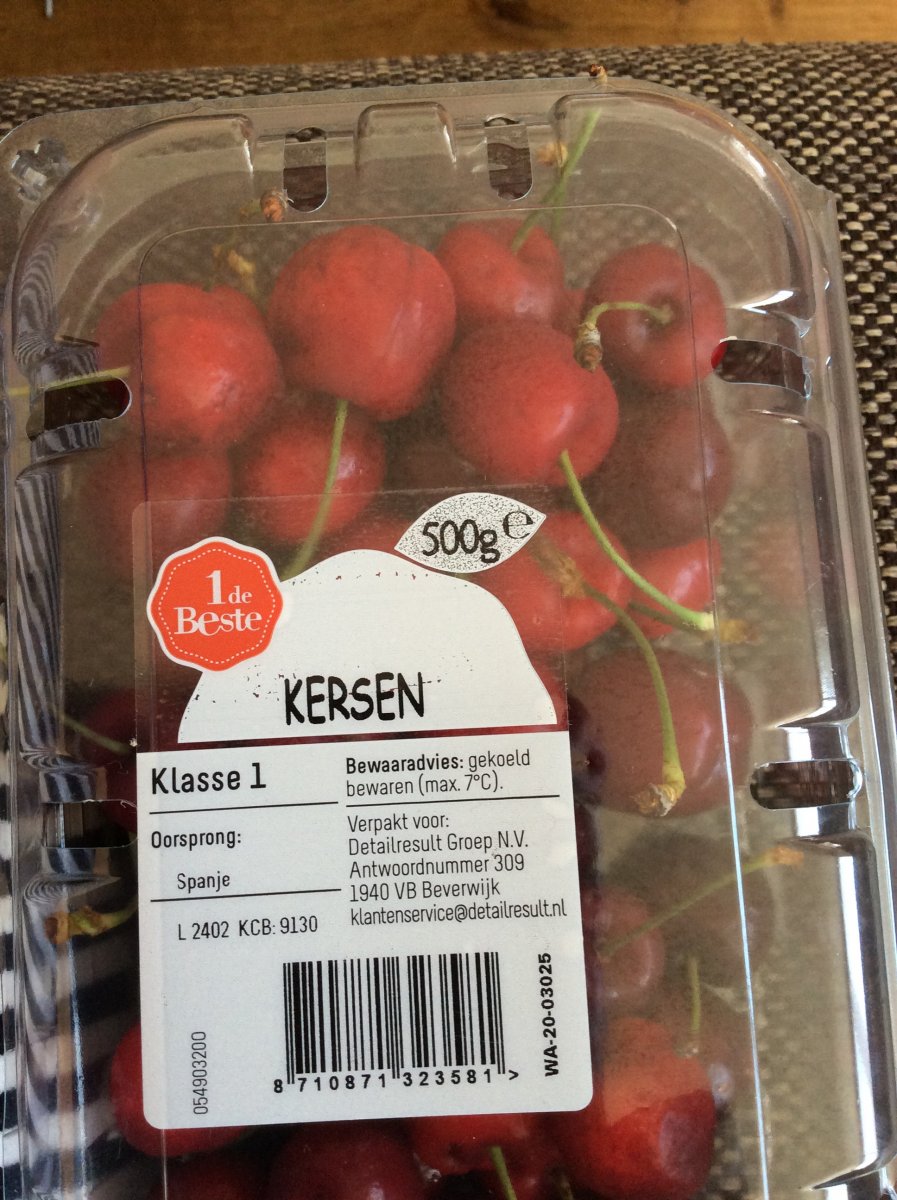 500g e
1 de
Beste
KERSEN
Klasse 1
Oorsprong:
Spanje
L 2402 KCB: 9130
Bewaaradvies: gekoeld
bewaren (max. 7°C).
Verpakt voor:
Detailresult Groep N.V.
Antwoordnummer 309
1940 VB Beverwijk
klantenservice@detailresult.nl
054903200
8 710871 323581 >
WA-20-03025